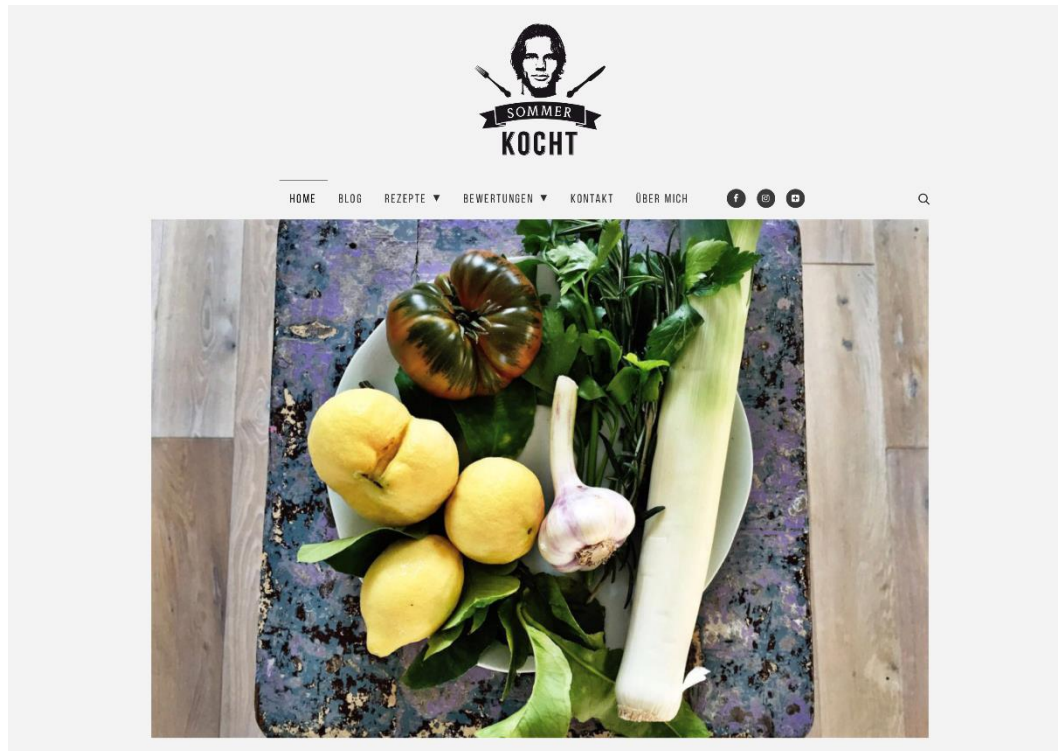 SOMMER
KOCHT
HOME BLOG REZEPTE ▼ BEWERTUNGEN ▼ KONTAKT ÜBER MICH